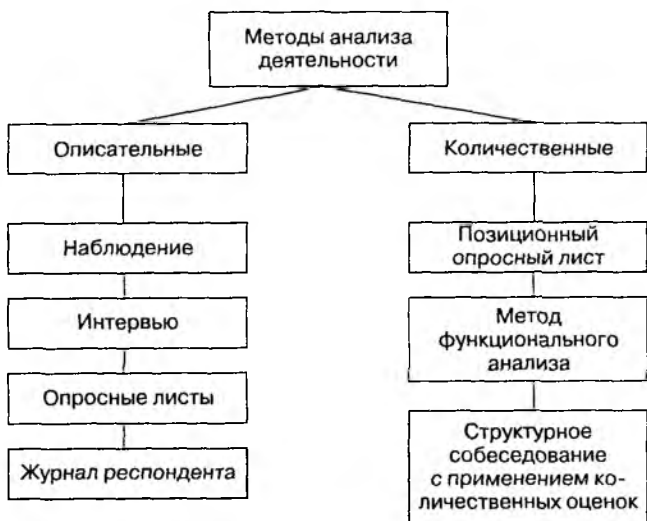 Методы анализа
деятельности
Описательные
Наблюдение
Интервью
Опросные листы
Журнал респондента
Количественные
Позиционный
опросный лист
Метод
функционального
анализа
Структурное
собеседование
с применением ко-
личественных оценок